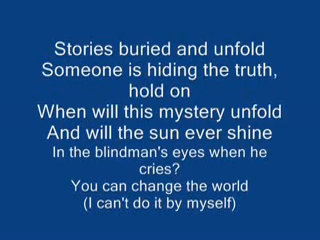 Stories buried and unfold
Someone is hiding the truth,
hold on
When will this mystery unfold
And will the sun ever shine
In the blindman's eyes when he
cries?
You can change the world
(I can't do it by myself)